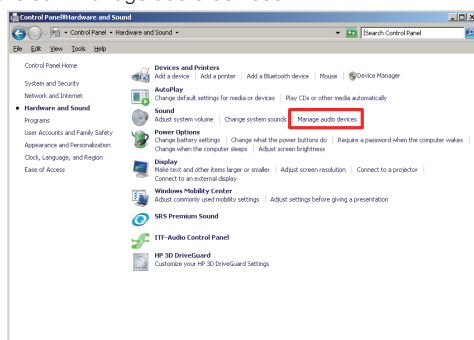 Control Panel\Hardware and Sound
Control Panel
Hardware and Sound
Search Control Panel
File Edit View Tools Help
Control Panel Home
System and Security
Network and Internet
Hardware and Sound
Programs
User Accounts and Family Safety
Appearance and Personalization
Clock, Language, and Region
Ease of Access
Devices and Printers
Add a device Add a printer Add a Bluetooth device Mouse Device Manager
AutoPlay
Change default settings for media or devices Play CDs or other media automatically
Sound
Adjust system volume Change system sounds Manage audio devices
Power Options
Change battery settings Change what the power buttons do Require a password when the computer wakes
Change when the computer sleeps Adjust screen brightness
Display
Make text and other items larger or smaller Adjust screen resolution Connect to a projector
Connect to an external display
Windows Mobility Center
Adjust commonly used mobility settings Adjust settings before giving a presentation
SRS Premium Sound
ITF-Audio Control Panel
HP 3D DriveGuard
Customize your HP 3D DriveGuard Settings